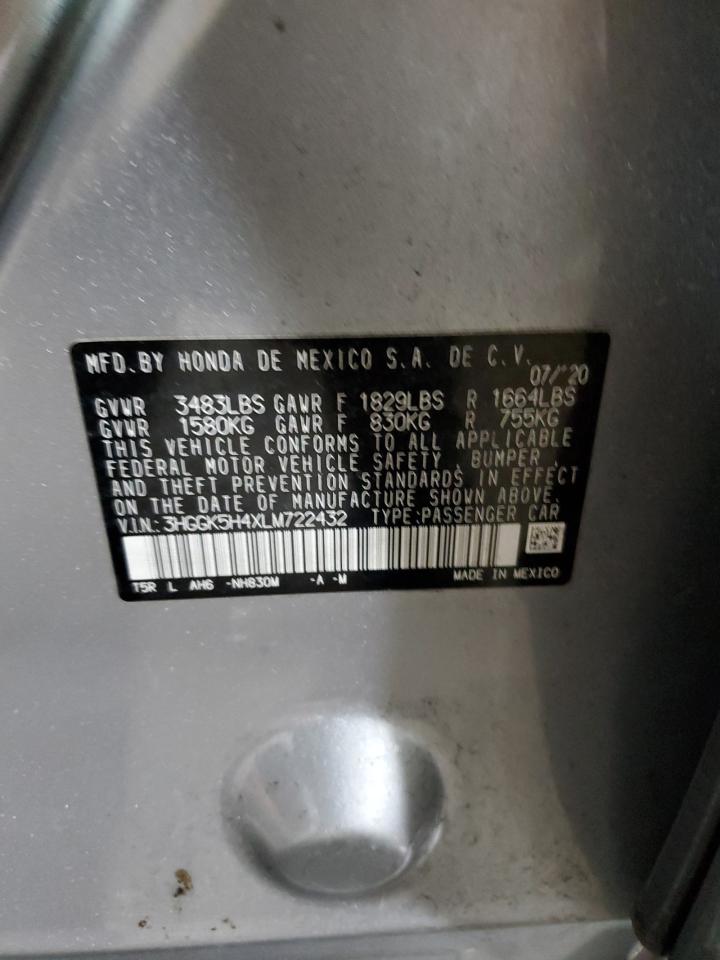 MFD. BY HONDA DE MEXICO S.A. DE C.V.
07/20
GVWR 3483LBS GAWR F 1829LBS R 1664LBS
GVWR 1580KG GAWR F 830KG R 755KG
THIS VEHICLE CONFORMS TO ALL APPLICABLE
FEDERAL MOTOR VEHICLE SAFETY, BUMPER,
AND THEFT PREVENTION STANDARDS IN EFFECT
ON THE DATE OF MANUFACTURE SHOWN ABOVE.
V.I.N.: 3HGGK5H4XLM722432 TYPE:PASSENGER CAR
T5R L AH6 -NH830M -A -M MADE IN MEXICO